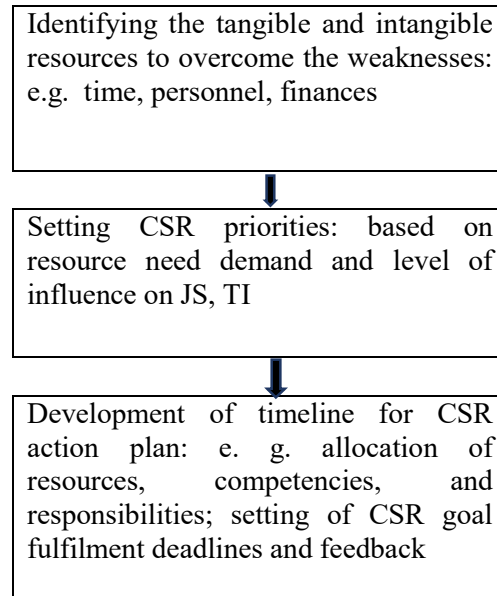 Identifying the tangible and intangible
resources to overcome the weaknesses:
e.g. time, personnel, finances
Setting CSR priorities: based on
resource need demand and level of
influence on JS, TI
Development of timeline for CSR
action plan: e. g. allocation of
resources, competencies, and
responsibilities; setting of CSR goal
fulfilment deadlines and feedback